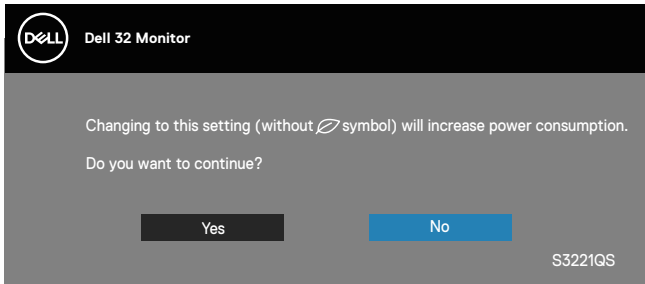 DELL
Dell 32 Monitor
Changing to this setting (without symbol) will increase power consumption.
Do you want to continue?
Yes
No
S3221QS